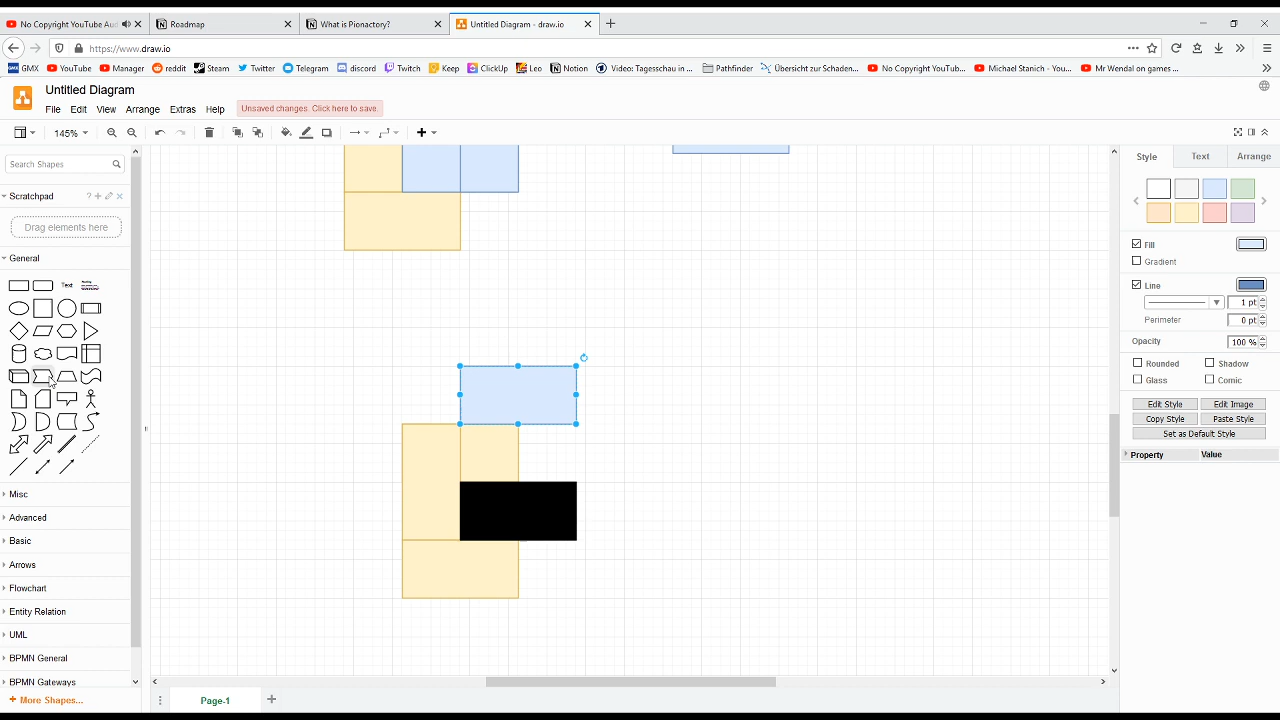 No Copyright YouTube Aud
Roadmap
What is Pionactory?
Untitled Diagram - draw.io
https://www.draw.io
GMX
YouTube
Manager
reddit
Steam
Twitter
Telegram
discord
Twitch
Keep
ClickUp
Notion
Video: Tagesschau in ...
Pathfinder
Übersicht zur Schaden...
No Copyright YouTube...
Michael Stanich - You...
Mr Wendal on game...
Untitled Diagram
File Edit View Arrange Extras Help
Unsaved changes. Click here to save.
145%
Search Shapes
Scratchpad
Drag elements here
General
Text
Misc
Advanced
Basic
Arrows
Flowchart
Entity Relation
UML
BPMN General
BPMN Gateways
+ More Shapes...
Page-1
Style Text Arrange
Fill
Gradient
Line
1 pt
Perimeter
0 pt
Opacity
100 %
Rounded Shadow
Glass Comic
Edit Style Edit Image
Copy Style Paste Style
Set as Default Style
Property Value